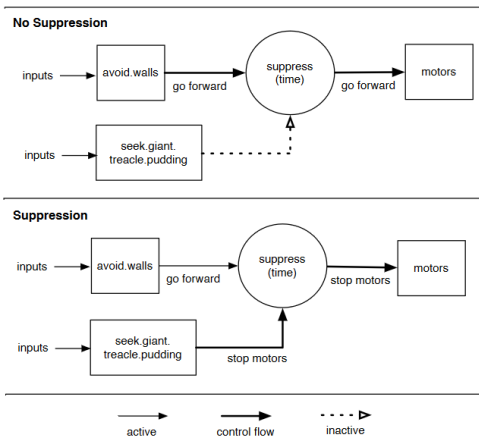 No Suppression
inputs
avoid.walls
go forward
suppress
(time)
go forward
motors
inputs
seek.giant.
treacle.pudding
Suppression
inputs
avoid.walls
go forward
suppress
(time)
stop motors
motors
inputs
seek.giant.
treacle.pudding
stop motors
active
control flow
inactive